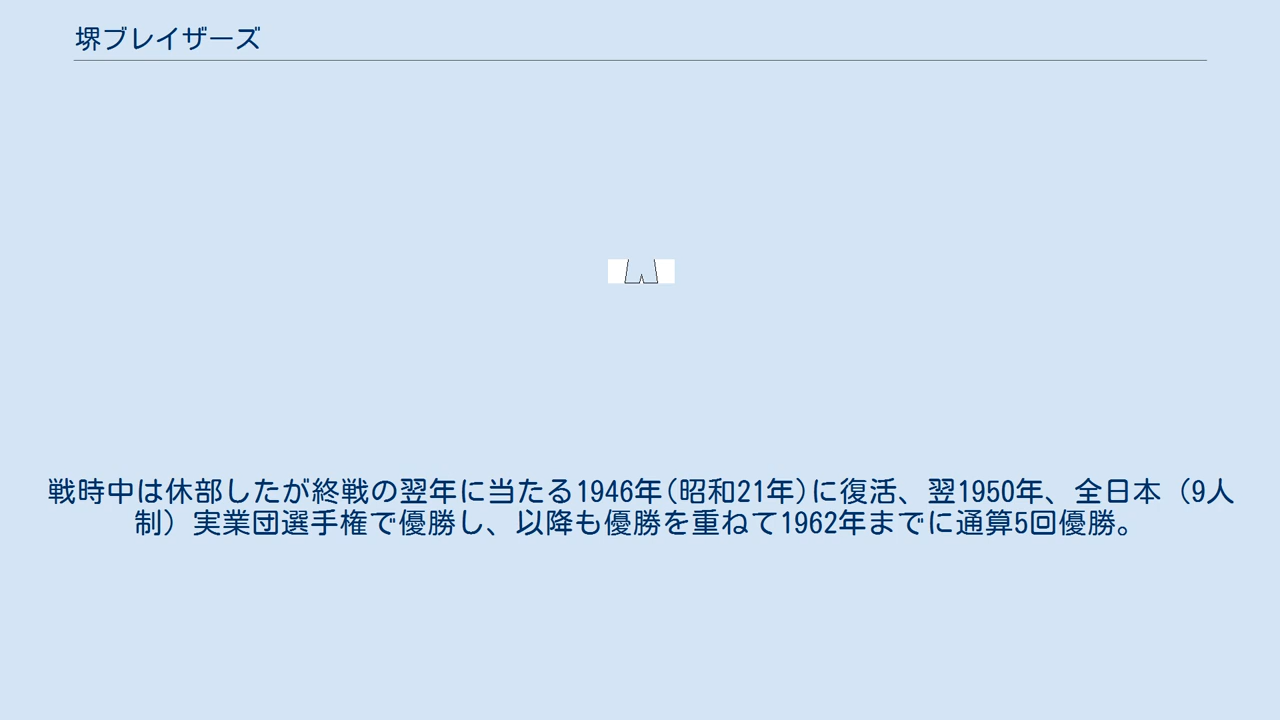 堺ブレイザーズ
戦時中は休部したが終戦の翌年に当たる1946年(昭和21年)に復活、翌1950年、全日本（9人
制）実業団選手権で優勝し、以降も優勝を重ねて1962年までに通算5回優勝。